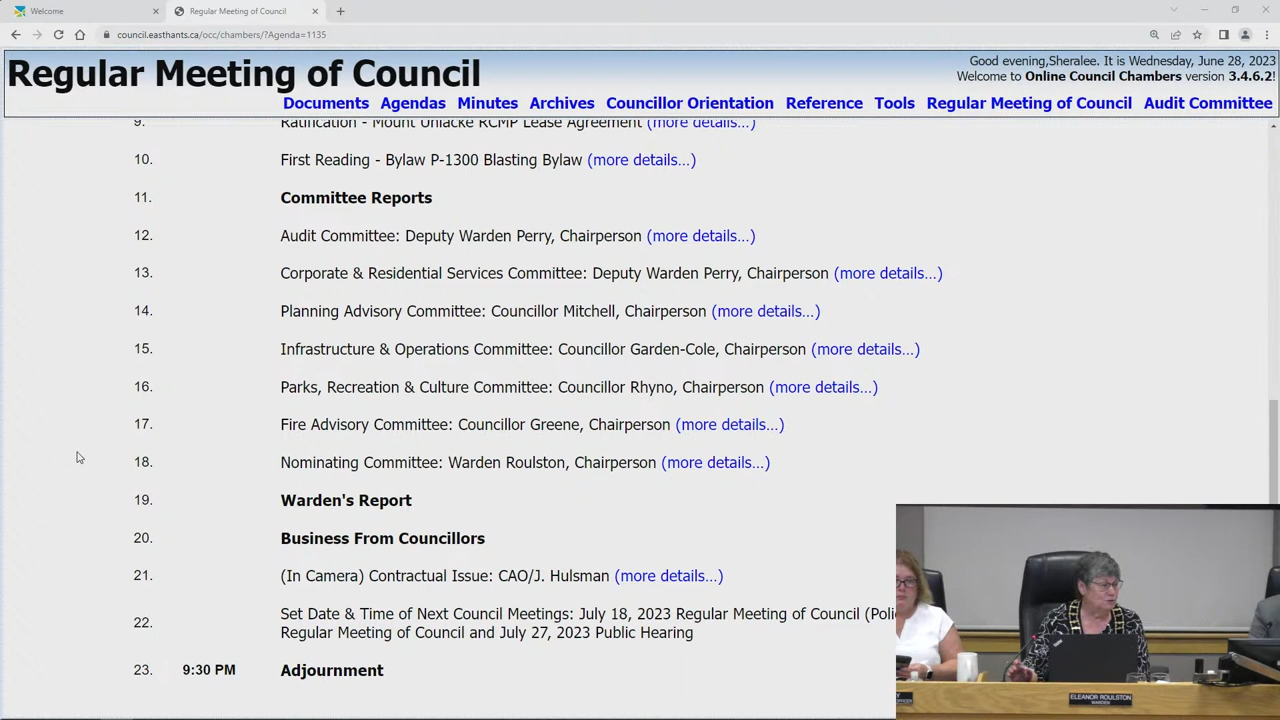 Welcome
Regular Meeting of Council
council.easthants.ca/occ/chambers/?Agenda=1135
Regular Meeting of Council
Good evening,Sheralee. It is Wednesday, June 28, 2023
Welcome to Online Council Chambers version 3.4.6.2!
Documents Agendas Minutes Archives Councillor Orientation Reference Tools Regular Meeting of Council Audit Committee
9. Ratification - Mount Uniacke RCMP Lease Agreement (more details...)
10. First Reading - Bylaw P-1300 Blasting Bylaw (more details...)
11. Committee Reports
12. Audit Committee: Deputy Warden Perry, Chairperson (more details...)
13. Corporate & Residential Services Committee: Deputy Warden Perry, Chairperson (more details...)
14. Planning Advisory Committee: Councillor Mitchell, Chairperson (more details...)
15. Infrastructure & Operations Committee: Councillor Garden-Cole, Chairperson (more details...)
16. Parks, Recreation & Culture Committee: Councillor Rhyno, Chairperson (more details...)
17. Fire Advisory Committee: Councillor Greene, Chairperson (more details...)
18. Nominating Committee: Warden Roulston, Chairperson (more details...)
19. Warden's Report
20. Business From Councillors
21. (In Camera) Contractual Issue: CAO/J. Hulsman (more details...)
22. Set Date & Time of Next Council Meetings: July 18, 2023 Regular Meeting of Council
Regular Meeting of Council and July 27, 2023 Public Hearing
23. 9:30 PM Adjournment
ELEANOR ROULSTON
WARDEN